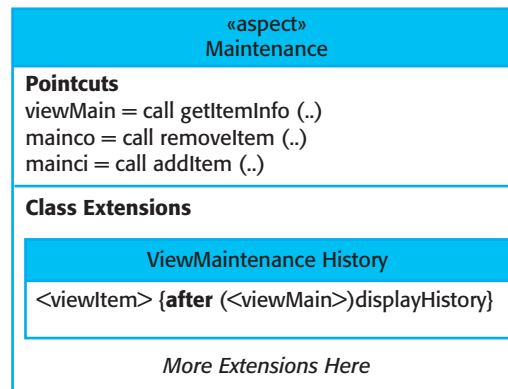 «aspect»
Maintenance
Pointcuts
viewMain = call getItemInfo (..)
mainco = call removeItem (..)
mainci = call addItem (..)
Class Extensions
ViewMaintenance History
<viewItem> {after (<viewMain>)displayHistory}
More Extensions Here